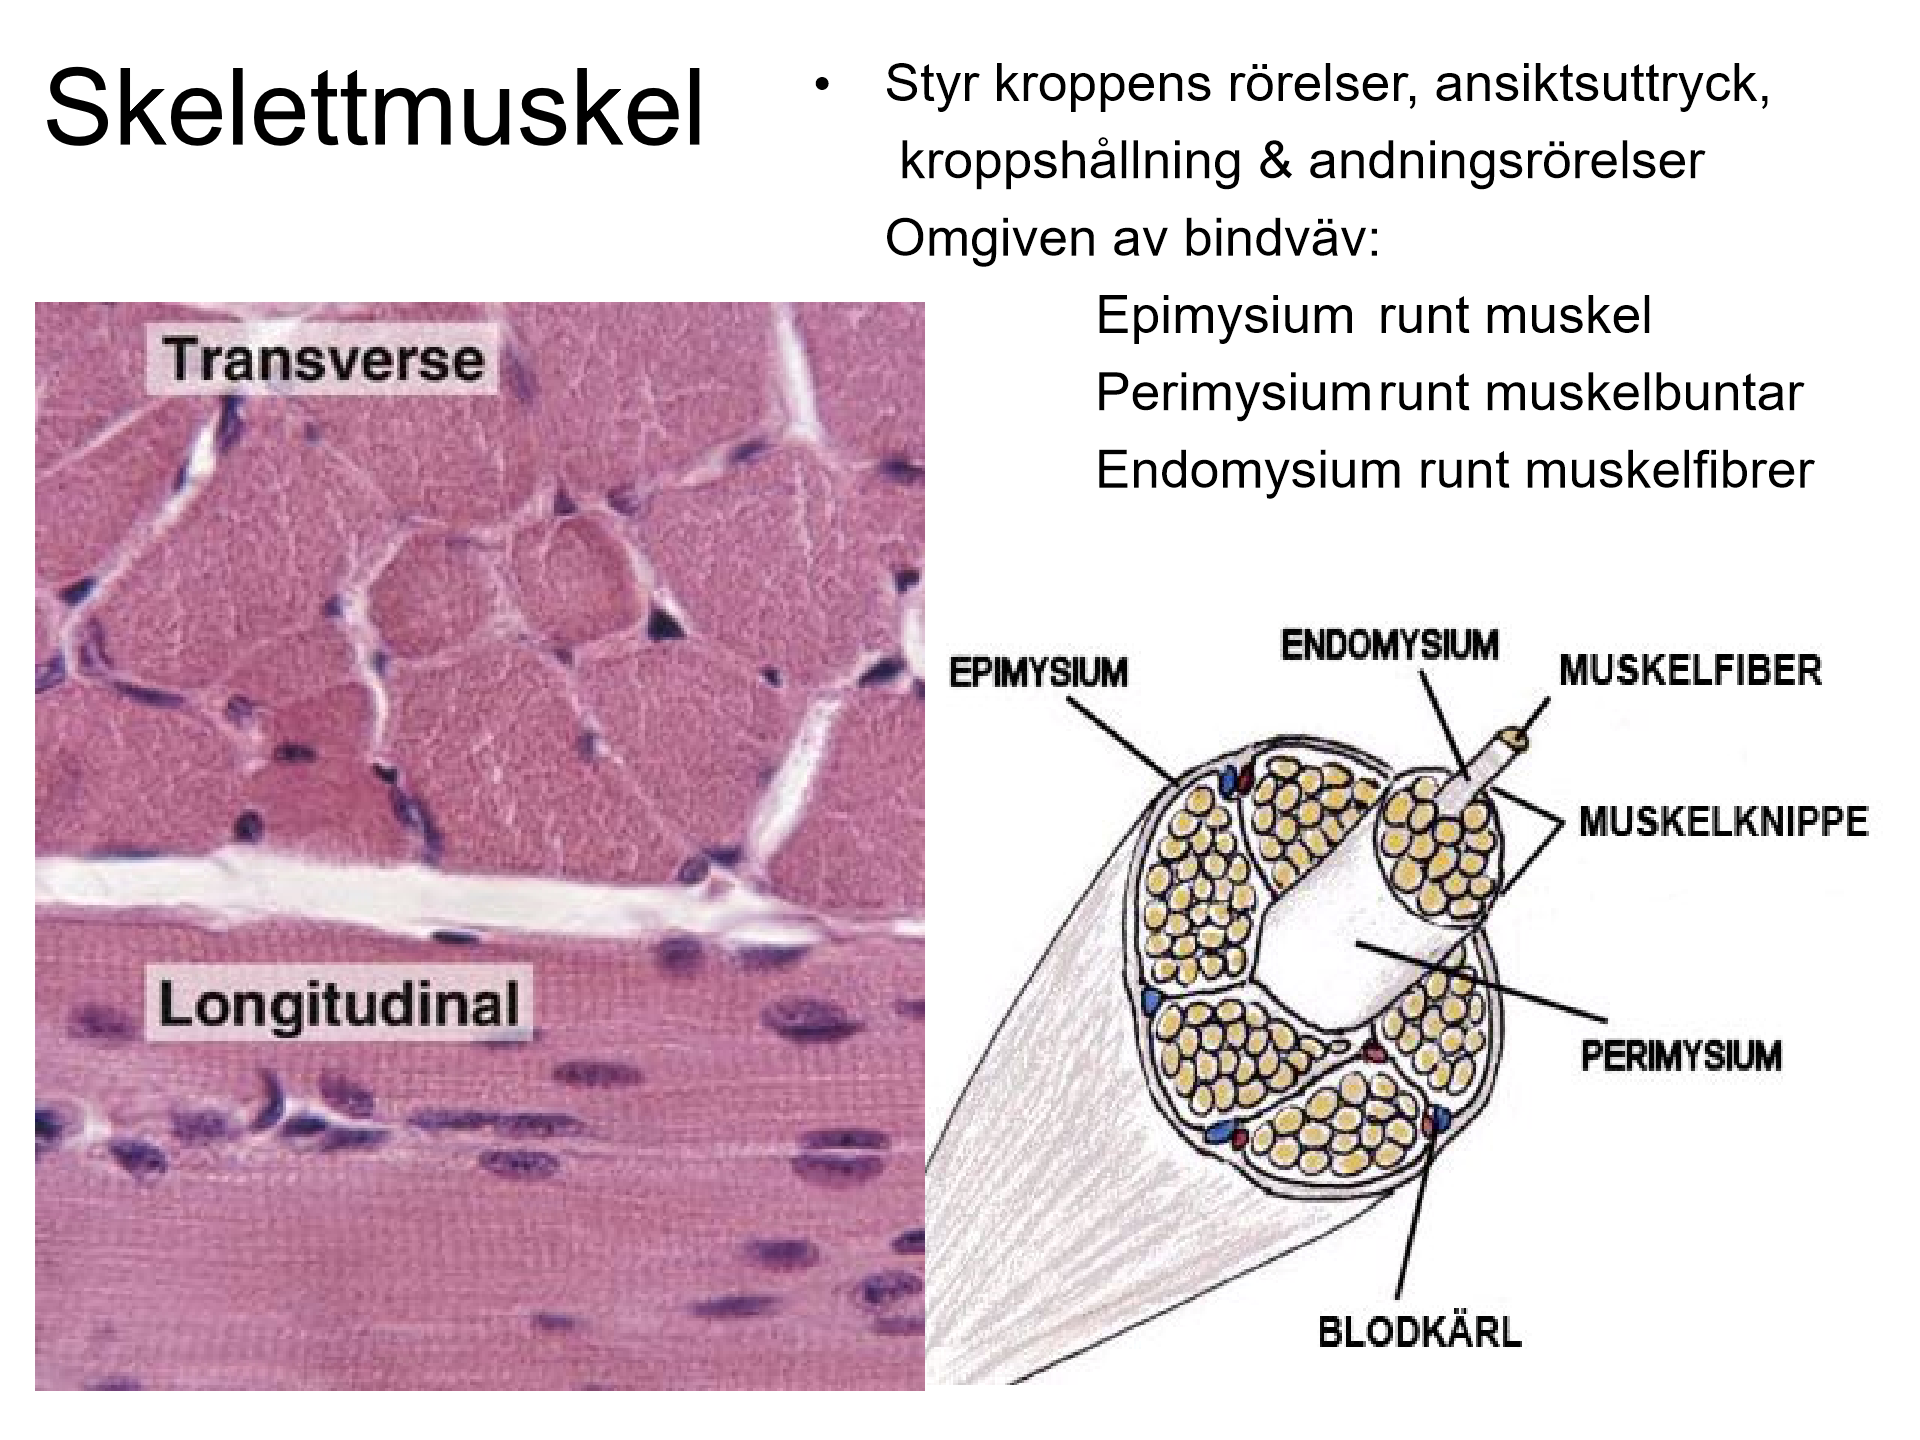 Skelettmuskel
• Styr kroppens rörelser, ansiktsuttryck,
kroppshållning & andningsrörelser
Omgiven av bindväv:
Epimysium runt muskel
Perimysium runt muskelbuntar
Endomysium runt muskelfibrer
Transverse
Longitudinal
EPIMYSIUM
ENDOMYSIUM
MUSKELFIBER
MUSKELKNIPPE
PERIMYSIUM
BLODKÄRL